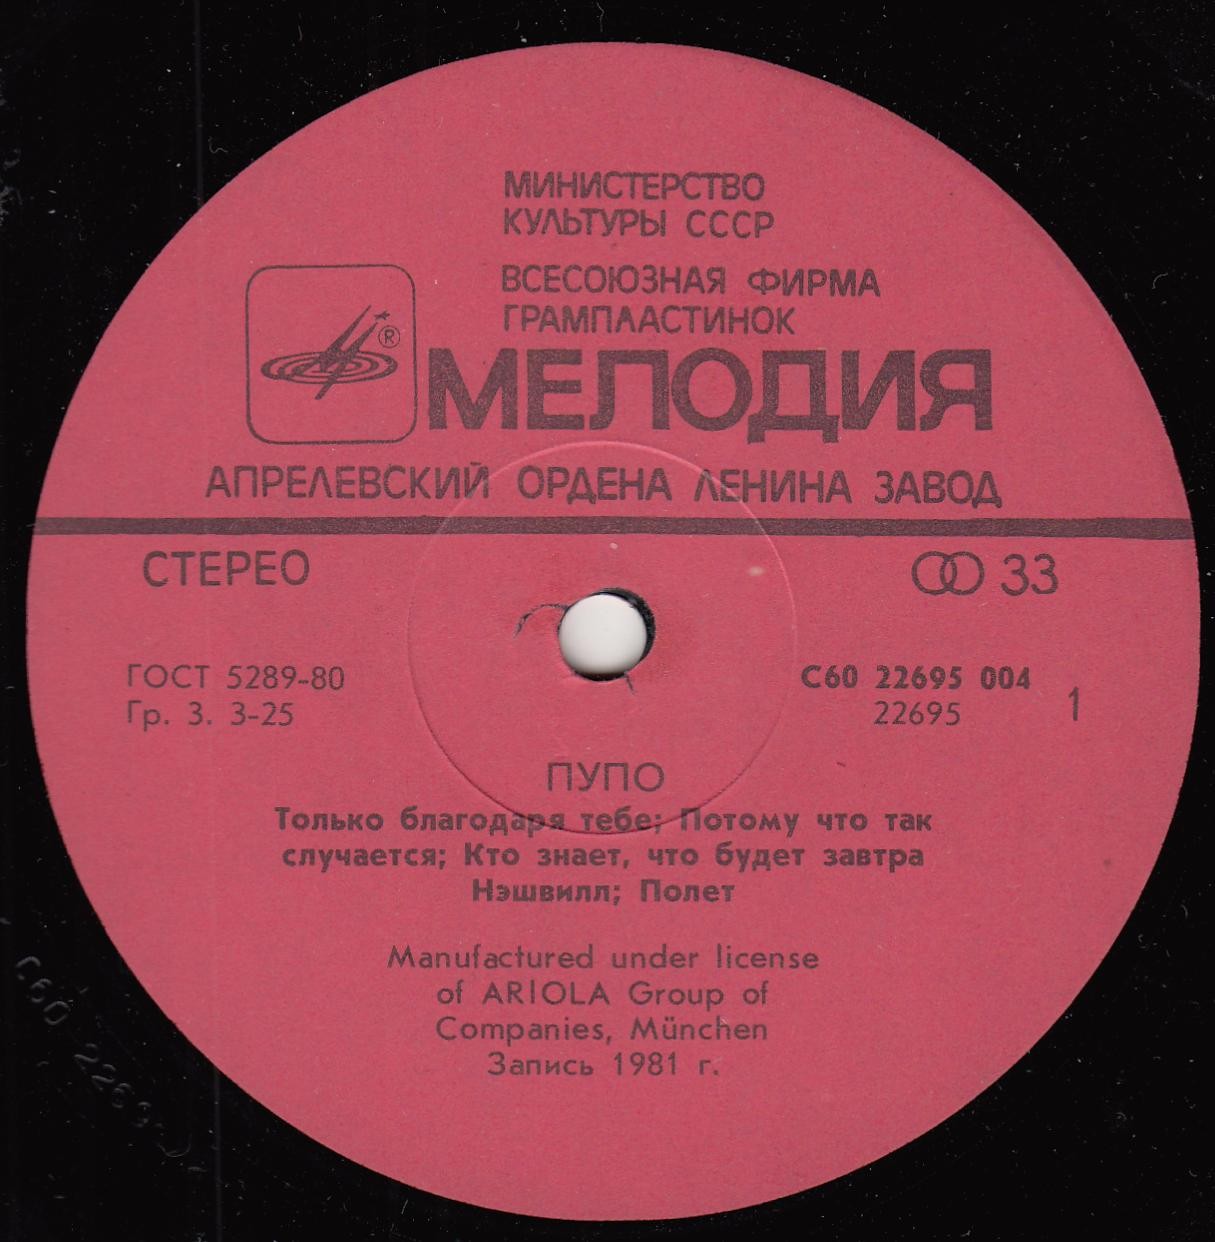 МИНИСТЕРСТВО
КУЛЬТУРЫ СССР
ВСЕСОЮЗНАЯ ФИРМА
ГРАМПЛАСТИНОК
®
МЕЛОДИЯ
АПРЕЛЕВСКИЙ ОРДЕНА ЛЕНИНА ЗАВОД
СТЕРЕО
33
ГОСТ 5289-80
Гр. 3. 3-25
С60 22695 004
22695
1
ПУПО
Только благодаря тебе; Потому что так
случается; Кто знает, что будет завтра
Нэшвилл; Полет
Manufactured under license
of ARIOLA Group of
Companies, München
Запись 1981 г.